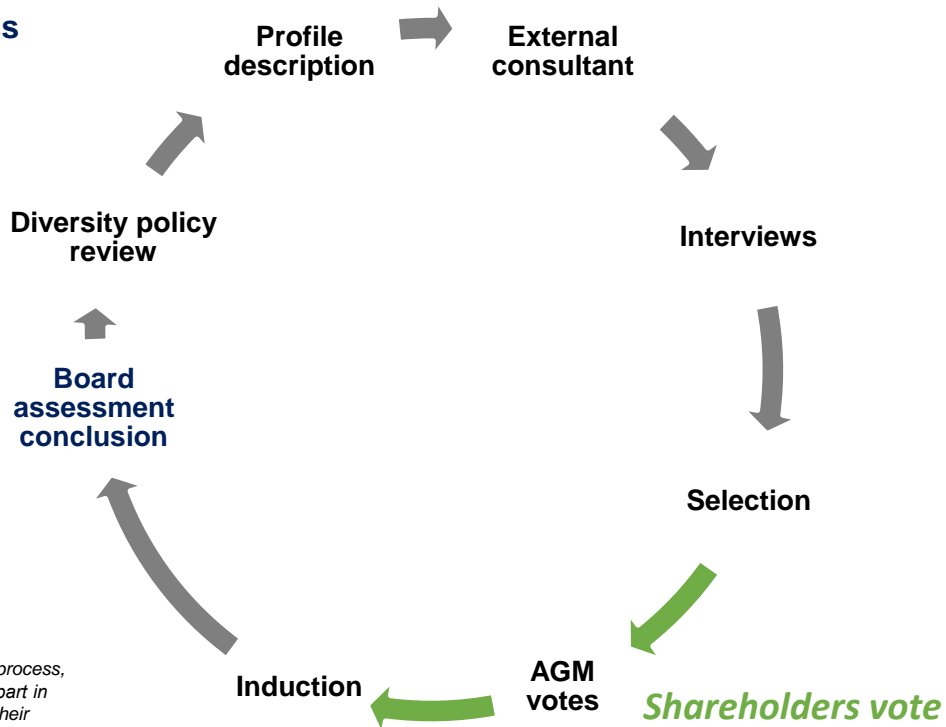 Profile
description
External
consultant
Interviews
Selection
AGM
votes
Shareholders vote
Induction
Board
assessment
conclusion
Diversity policy
review
process,
part in
their